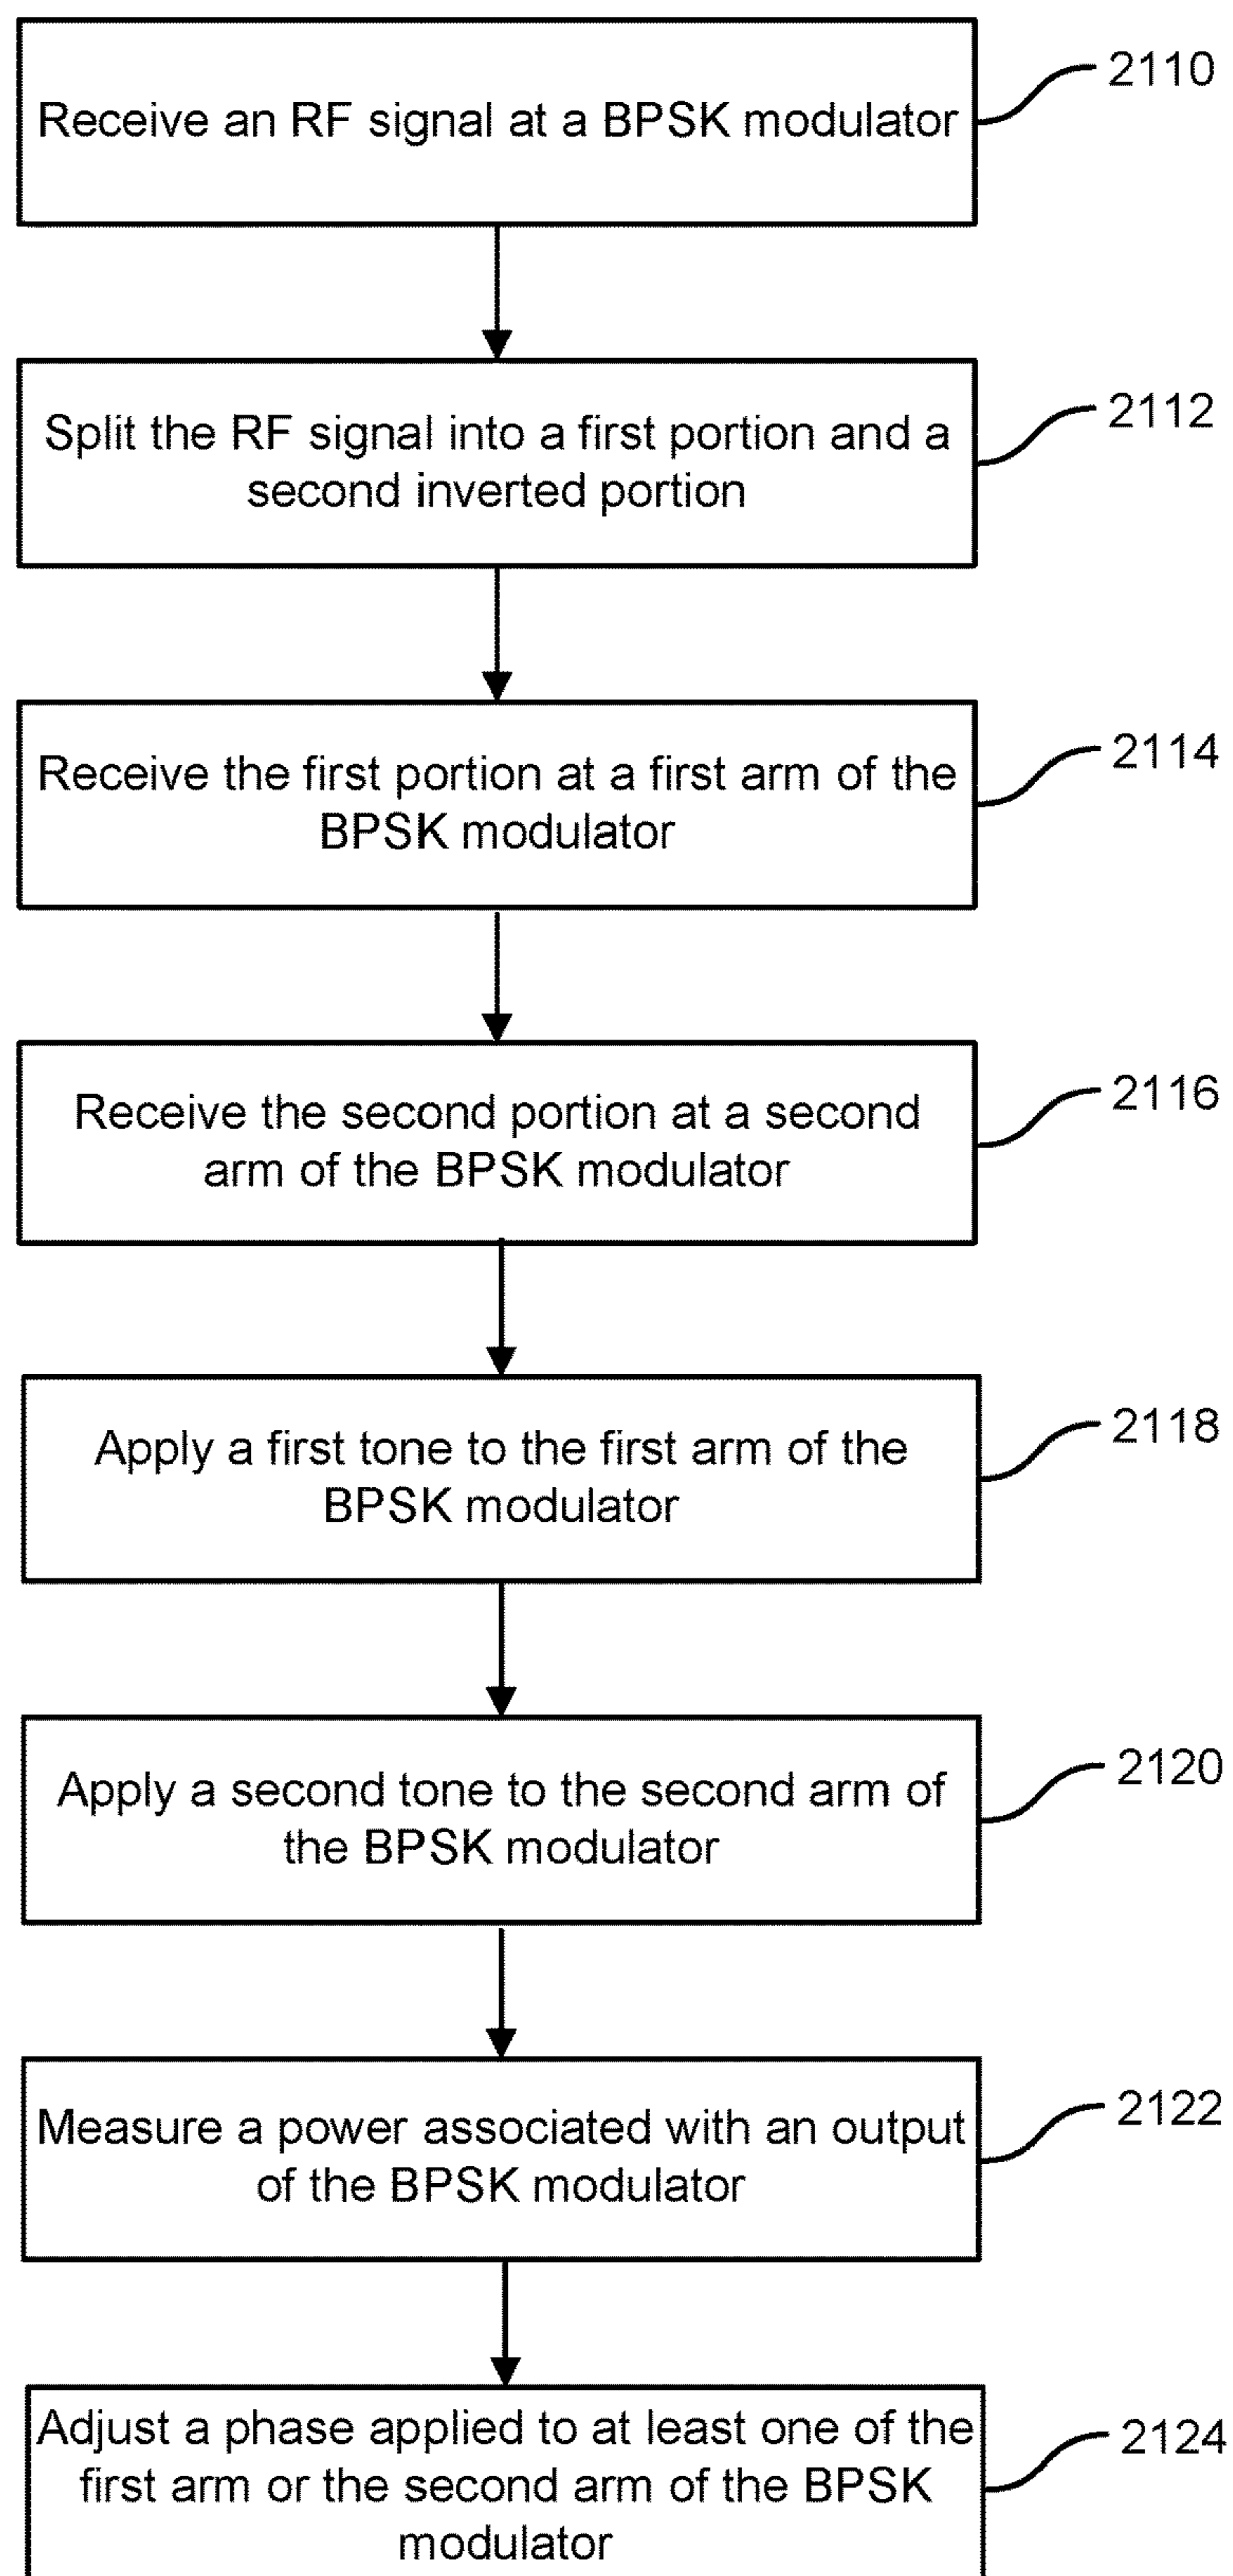 Receive an RF signal at a BPSK modulator
2110
Split the RF signal into a first portion and a
second inverted portion
2112
Receive the first portion at a first arm of the
BPSK modulator
2114
Receive the second portion at a second
arm of the BPSK modulator
2116
Apply a first tone to the first arm of the
BPSK modulator
2118
Apply a second tone to the second arm of
the BPSK modulator
2120
Measure a power associated with an output
of the BPSK modulator
2122
Adjust a phase applied to at least one of the
first arm or the second arm of the BPSK
modulator
2124